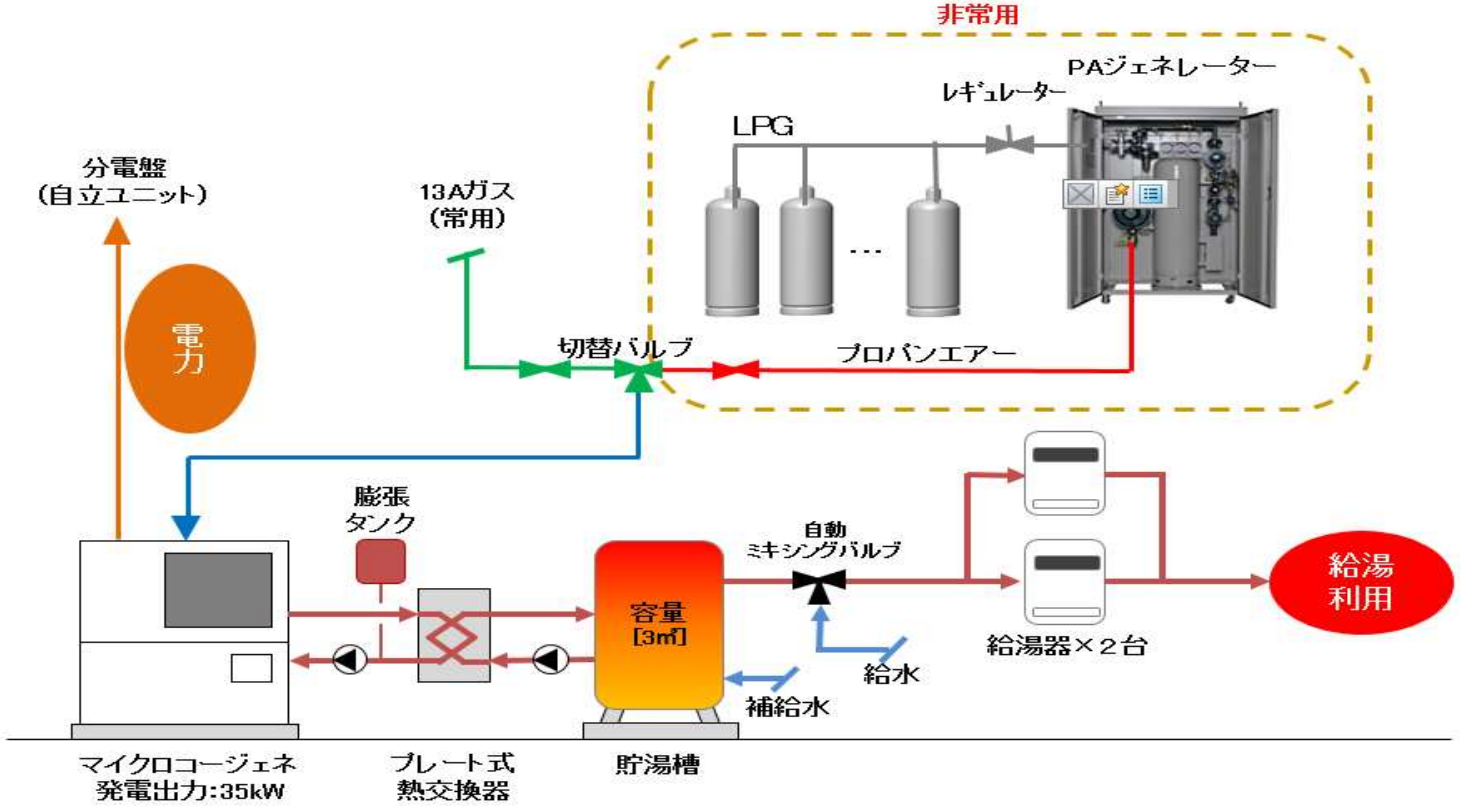 非常用
PAジェネレーター
レギュレーター
LPG
分電盤
(自立ユニット)
13Aガス
(常用)
...
電
力
切替バルブ
プロパンエアー
膨張
タンク
自動
ミキシングバルブ
容量
[3㎥]
給湯
利用
給湯器×2台
給水
補給水
マイクロコージェネ
発電出力:35kW
プレート式
熱交換器
貯湯槽